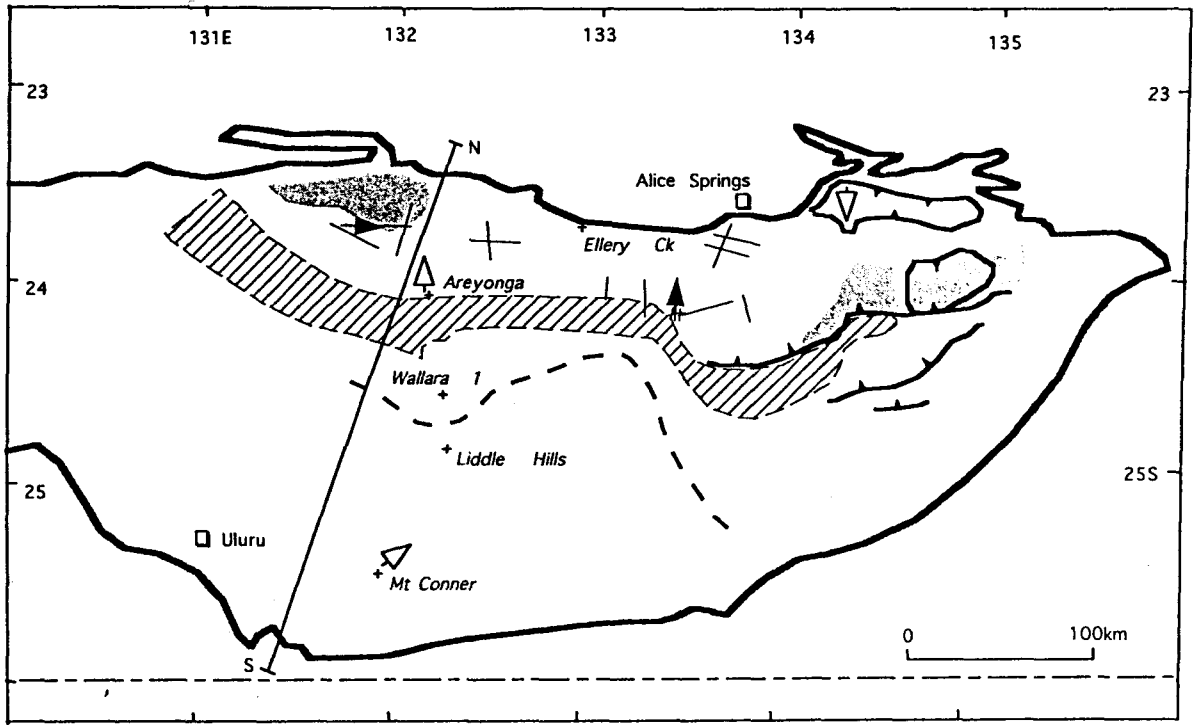 131E 132 133 134 135
23 23
N
Alice Springs
Ellery Ck
24
Areyonga
Wallara 1
Liddle Hills
25 25S
Uluru
Mt Conner
0 100km
S